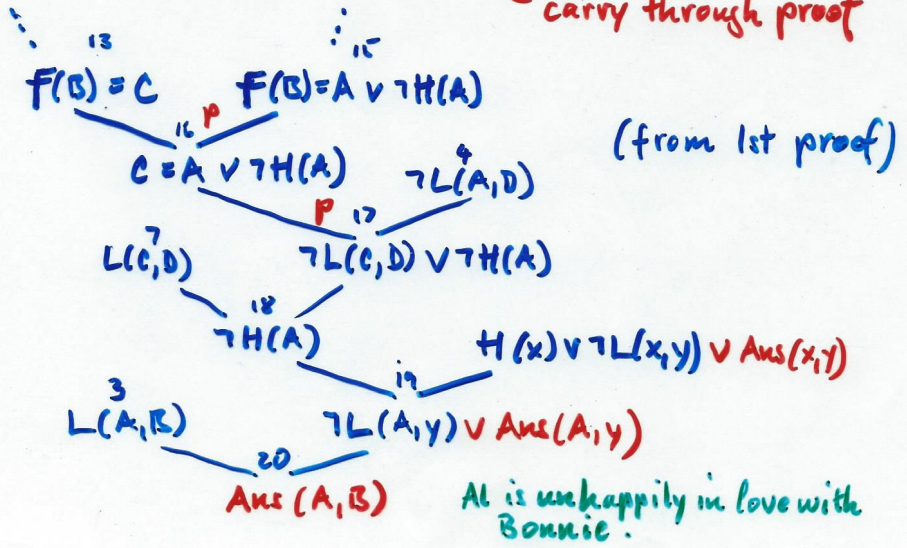 carry through proof
13 15
F(B) = C F(B)=A ∨ ¬H(A)
P
16
C = A ∨ ¬H(A) 4 ¬L(A,D)
(from 1st proof)
P 17
7
L(C,D) ¬L(C,D) ∨ ¬H(A)
18
¬H(A) H(x) ∨ ¬L(x,y) ∨ Ans(x,y)
3 19
L(A,B) ¬L(A,y) ∨ Ans(A,y)
20
Ans(A,B) Al is unhappily in love with
Bonnie.